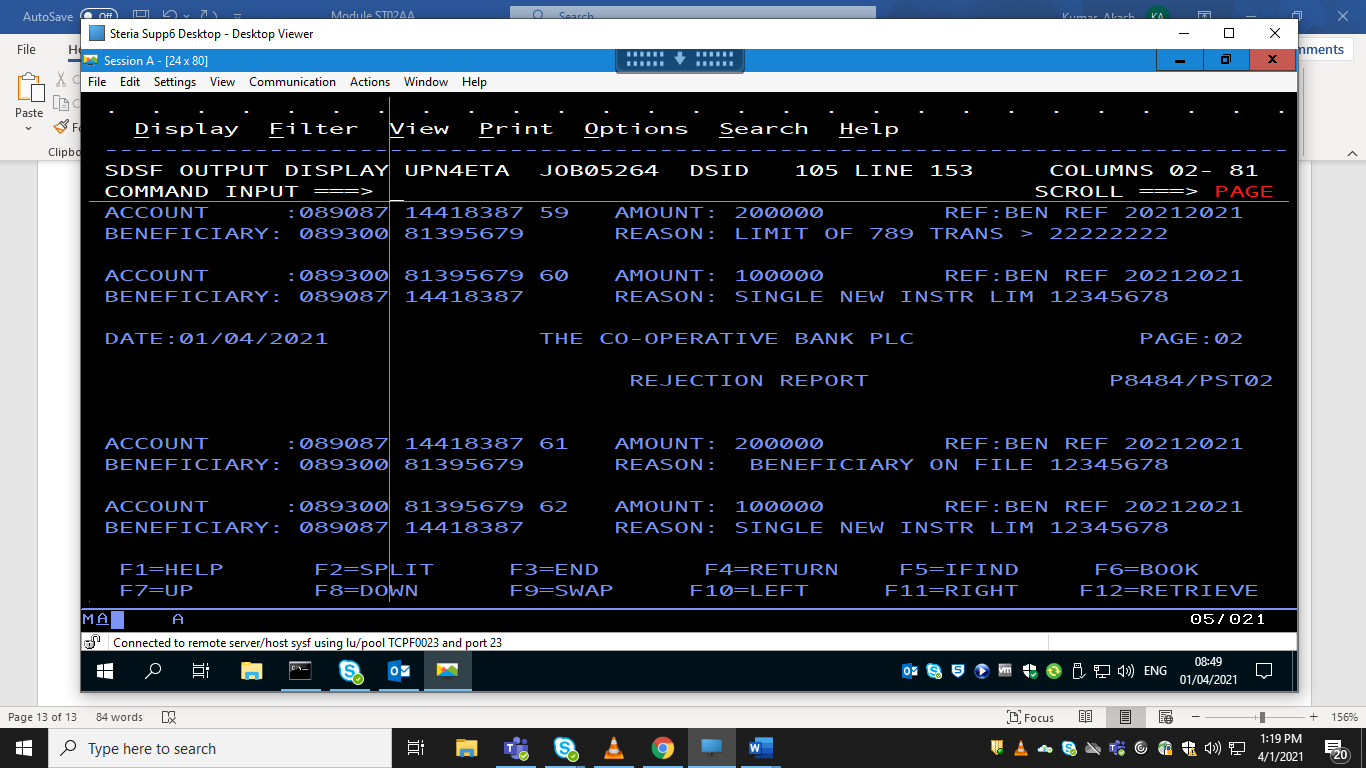 AutoSave Off Module ST02AA Search Kumar, Akash KA
Steria Supp6 Desktop - Desktop Viewer
File
Session A - [24 x 80]
File Edit Settings View Communication Actions Window Help
Paste
Display Filter View Print Options Search Help
SDSF OUTPUT DISPLAY UPN4ETA JOB05264 DSID 105 LINE 153 COLUMNS 02- 81
COMMAND INPUT ===> SCROLL ===> PAGE
ACCOUNT :089087 14418387 59 AMOUNT: 200000 REF:BEN REF 20212021
BENEFICIARY: 089300 81395679 REASON: LIMIT OF 789 TRANS > 22222222
ACCOUNT :089300 81395679 60 AMOUNT: 100000 REF:BEN REF 20212021
BENEFICIARY: 089087 14418387 REASON: SINGLE NEW INSTR LIM 12345678
DATE:01/04/2021 THE CO-OPERATIVE BANK PLC PAGE:02
REJECTION REPORT P8484/PST02
ACCOUNT :089087 14418387 61 AMOUNT: 200000 REF:BEN REF 20212021
BENEFICIARY: 089300 81395679 REASON: BENEFICIARY ON FILE 12345678
ACCOUNT :089300 81395679 62 AMOUNT: 100000 REF:BEN REF 20212021
BENEFICIARY: 089087 14418387 REASON: SINGLE NEW INSTR LIM 12345678
F1=HELP F2=SPLIT F3=END F4=RETURN F5=IFIND F6=BOOK
F7=UP F8=DOWN F9=SWAP F10=LEFT F11=RIGHT F12=RETRIEVE
MA A 05/021
Connected to remote server/host sysf using lu/pool TCPF0023 and port 23
ENG 08:49
01/04/2021
Page 13 of 13 84 words Focus 156%
Type here to search 1:19 PM
4/1/2021 20